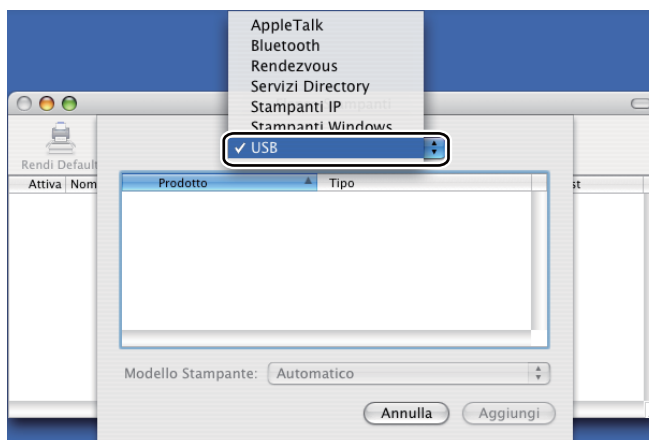 AppleTalk
Bluetooth
Rendezvous
Servizi Directory
Stampanti IP
Stampanti Windows
✓ USB
Rendi Default
Attiva Nom
Prodotto Tipo
st
Modello Stampante: Automatico
Annulla Aggiungi